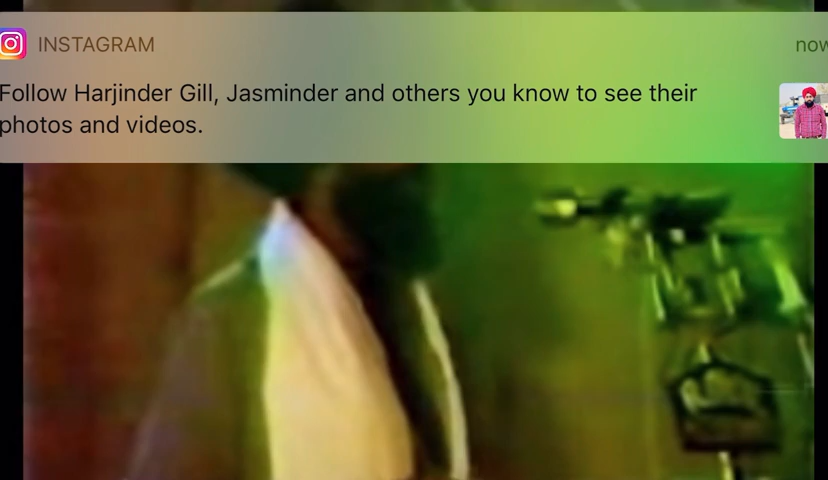 INSTAGRAM
now
Follow Harjinder Gill, Jasminder and others you know to see their
photos and videos.